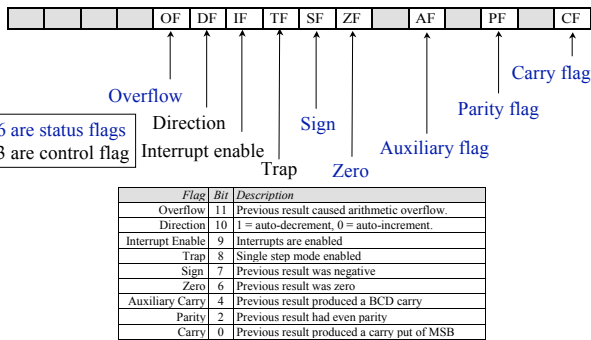 OF DF IF TF SF ZF AF PF CF
Carry flag
Overflow
Parity flag
6 are status flags
Direction
Sign
3 are control flag
Interrupt enable
Auxiliary flag
Trap
Zero
Flag Bit Description
Overflow 11 Previous result caused arithmetic overflow.
Direction 10 1 = auto-decrement, 0 = auto-increment.
Interrupt Enable 9 Interrupts are enabled
Trap 8 Single step mode enabled
Sign 7 Previous result was negative
Zero 6 Previous result was zero
Auxiliary Carry 4 Previous result produced a BCD carry
Parity 2 Previous result had even parity
Carry 0 Previous result produced a carry put of MSB